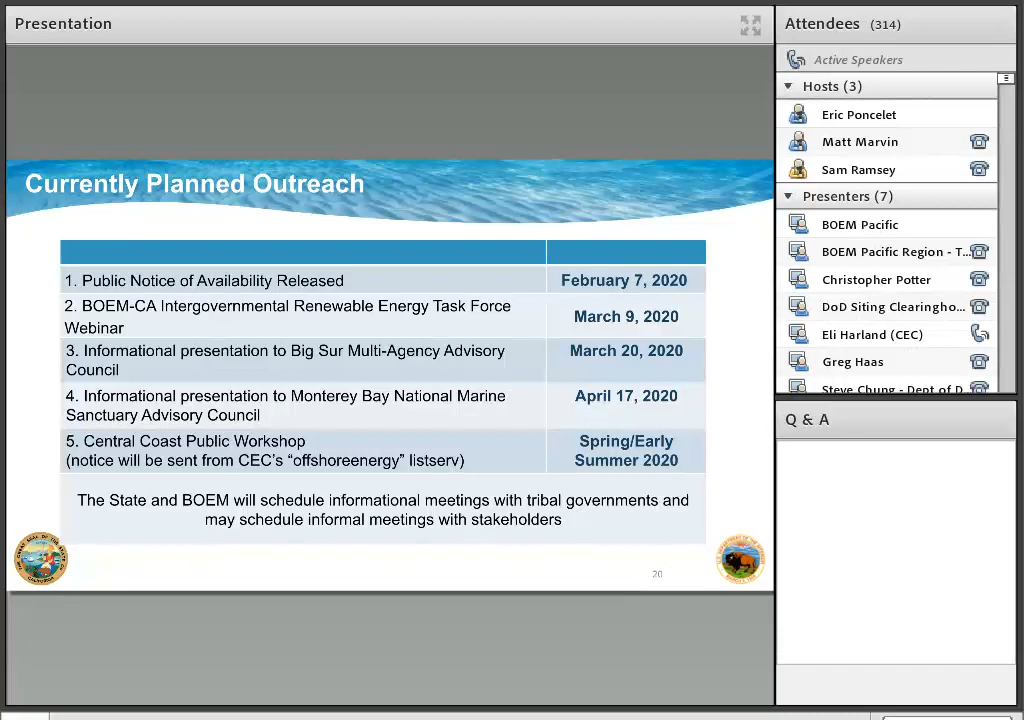 Presentation
Currently Planned Outreach
1. Public Notice of Availability Released
February 7, 2020
2. BOEM-CA Intergovernmental Renewable Energy Task Force
Webinar
March 9, 2020
3. Informational presentation to Big Sur Multi-Agency Advisory
Council
March 20, 2020
4. Informational presentation to Monterey Bay National Marine
Sanctuary Advisory Council
April 17, 2020
5. Central Coast Public Workshop
(notice will be sent from CEC's “offshoreenergy” listserv)
Spring/Early
Summer 2020
The State and BOEM will schedule informational meetings with tribal governments and
may schedule informal meetings with stakeholders
20
Attendees (314)
Active Speakers
Hosts (3)
Eric Poncelet
Matt Marvin
Sam Ramsey
Presenters (7)
BOEM Pacific
BOEM Pacific Region - T...
Christopher Potter
DoD Siting Clearingho...
Eli Harland (CEC)
Greg Haas
Steve Chung - Dept of D...
Q & A